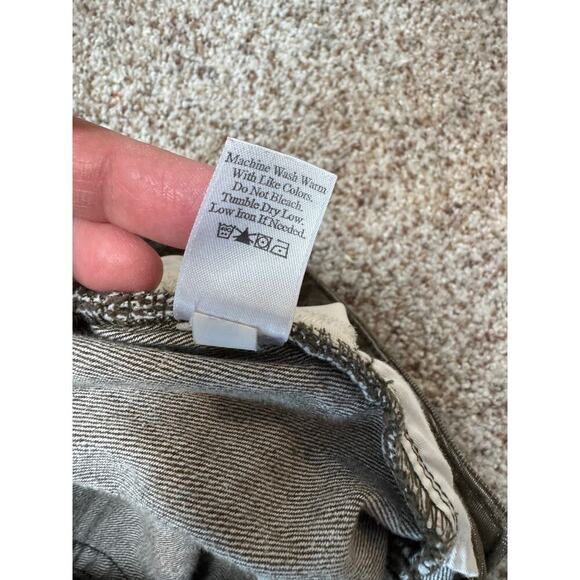 Machine Wash Warm
With Like Colors.
Do Not Bleach.
Tumble Dry Low.
Low Iron If Needed.